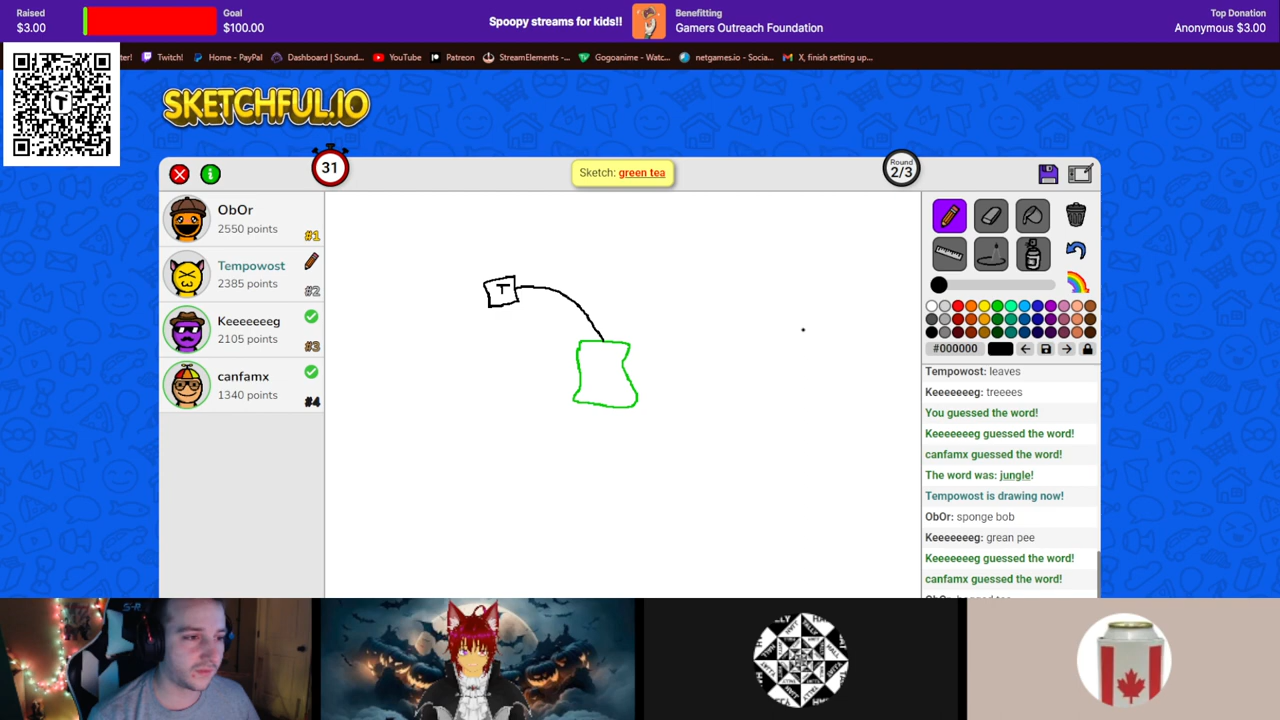 Raised
$3.00
Goal
$100.00
Spoopy streams for kids!!
Benefitting
Gamers Outreach Foundation
Top Donation
Anonymous $3.00
Twitch!
Home - PayPal
Dashboard | Sound...
YouTube
Patreon
StreamElements -...
Gogoanime - Watc...
netgames.io - Socia...
X, finish setting up...
T
SKETCHFUL.IO
31
Sketch: green tea
Round
2/3
ObOr
2550 points
#1
Tempowost
2385 points
#2
Keeeeeeeg
2105 points
#3
canfamx
1340 points
#4
T
#000000
Tempowost: leaves
Keeeeeeeg: treeees
You guessed the word!
Keeeeeeeg guessed the word!
canfamx guessed the word!
The word was: jungle!
Tempowost is drawing now!
ObOr: sponge bob
Keeeeeeeg: grean pee
Keeeeeeeg guessed the word!
canfamx guessed the word!